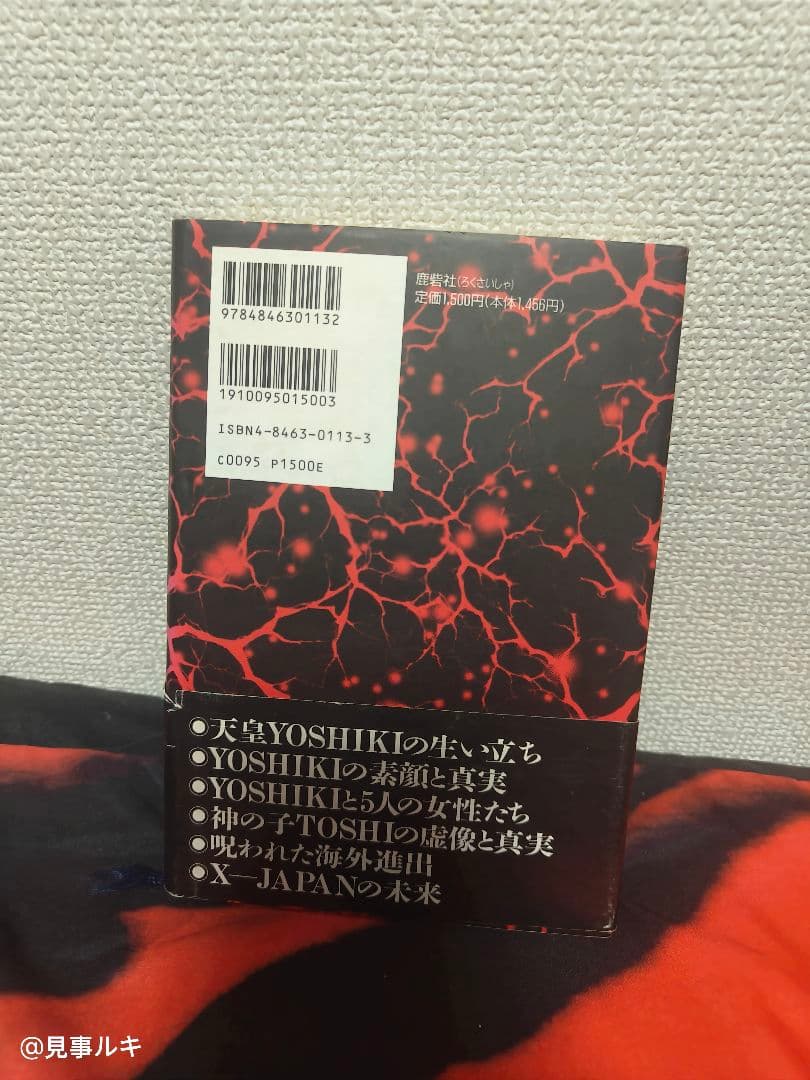 9784846301132
1910095015003
ISBN4-8463-0113-3
C0095 P1500E
鹿砦社(ろくさいしゃ)
定価1,500円(本体1,456円)
●天皇YOSHIKIの生い立ち
●YOSHIKIの素顔と真実
●YOSHIKIと5人の女性たち
●神の子TOSHIの虚像と真実
●呪われた海外進出
●X―JAPANの未来
@見事ルキ